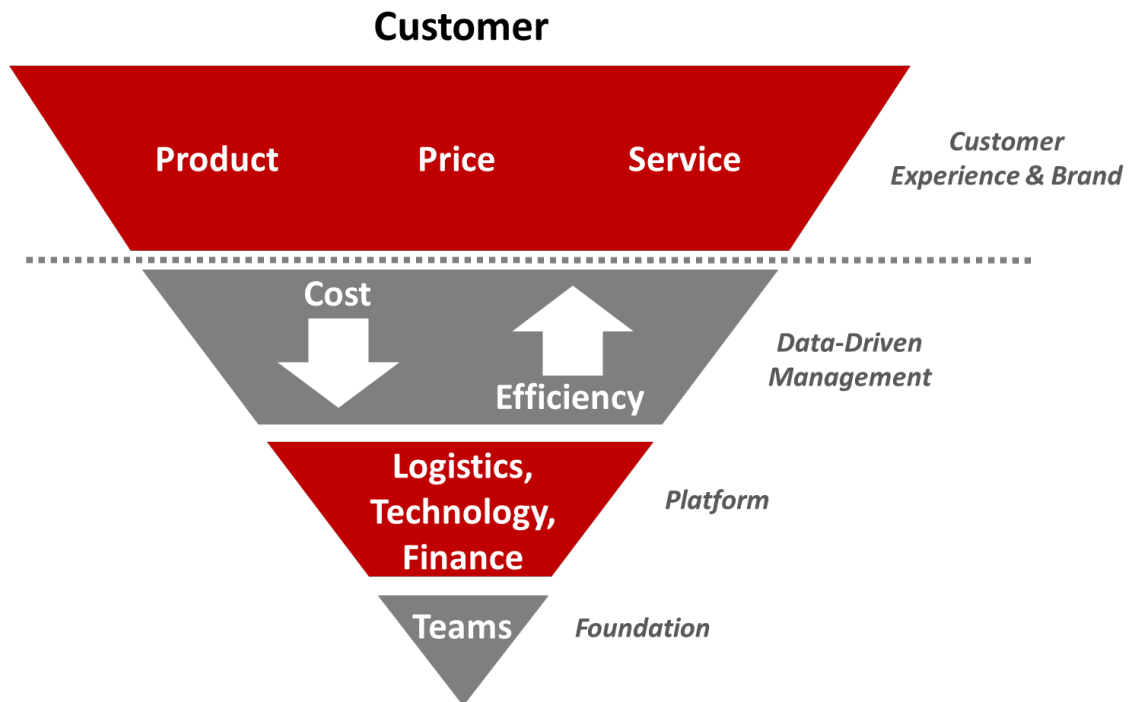 Customer
Product Price Service
Customer
Experience & Brand
Cost
Efficiency
Data-Driven
Management
Logistics,
Technology,
Finance
Platform
Teams
Foundation